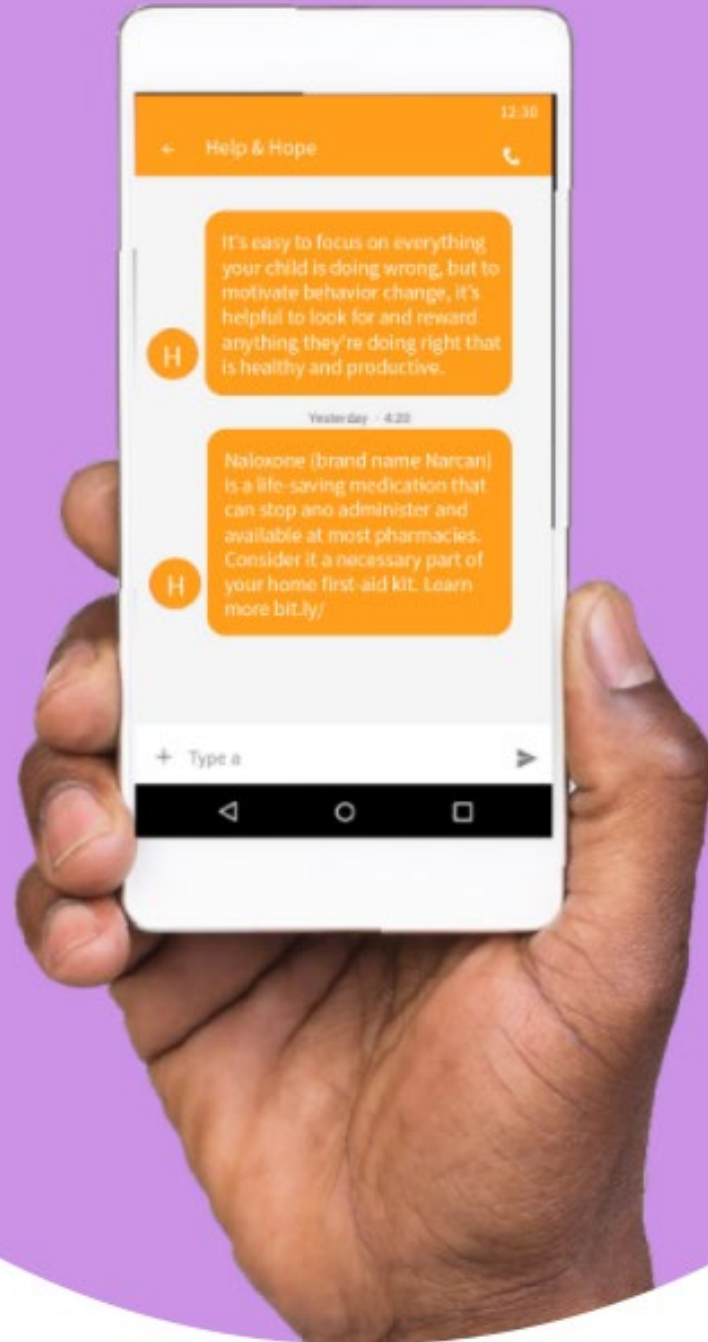 12:30
Help & Hope
It's easy to focus on everything
your child is doing wrong, but to
motivate behavior change, it's
helpful to look for and reward
anything they're doing right that
is healthy and productive.
H
Yesterday · 4:20
Naloxone (brand name Narcan)
is a life-saving medication that
can stop ano administer and
available at most pharmacies.
Consider it a necessary part of
your home first-aid kit. Learn
more bit.ly/
H
+ Type a